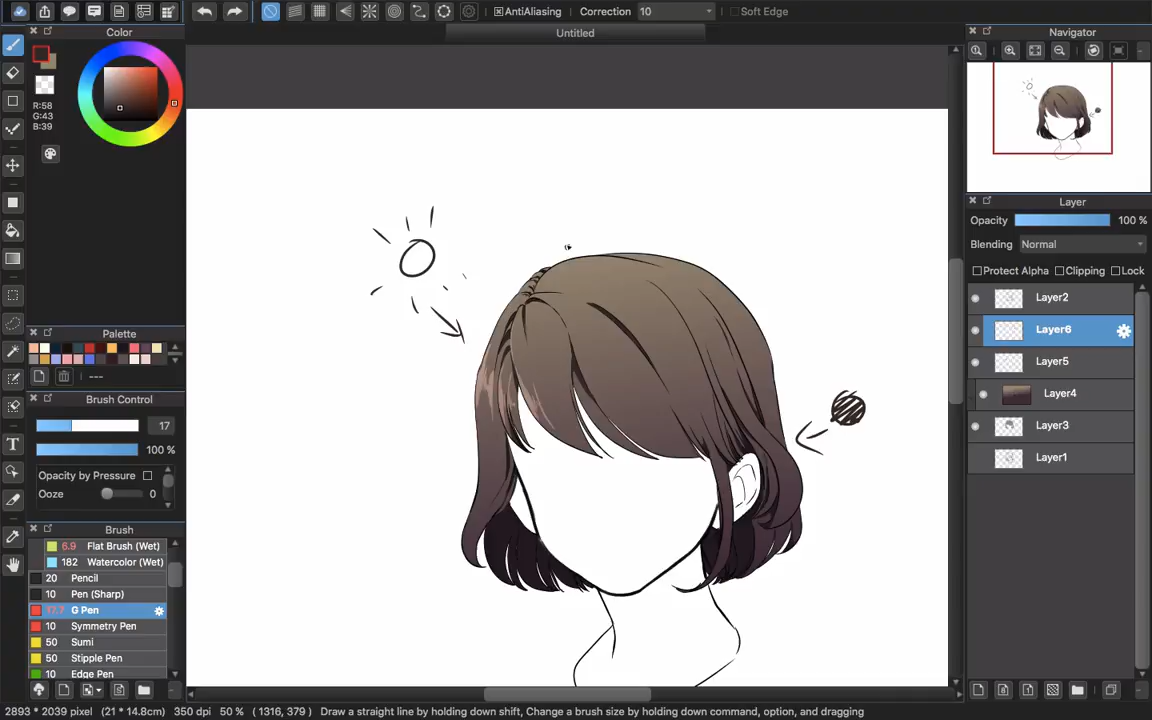 AntiAliasing Correction 10 Soft Edge
Color
Untitled
Navigator
R:58
G:43
B:39
Layer
Opacity 100 %
Blending Normal
Protect Alpha Clipping Lock
Layer2
Layer6
Layer5
Layer4
Layer3
Layer1
Palette
---
Brush Control
17
100 %
Opacity by Pressure
Ooze 0
Brush
6.9 Flat Brush (Wet)
182 Watercolor (Wet)
20 Pencil
10 Pen (Sharp)
17.7 G Pen
10 Symmetry Pen
50 Sumi
50 Stipple Pen
10 Edge Pen
T
2893 * 2039 pixel (21 * 14.8cm) 350 dpi 50 % ( 1316, 379 ) Draw a straight line by holding down shift, Change a brush size by holding down command, option, and dragging